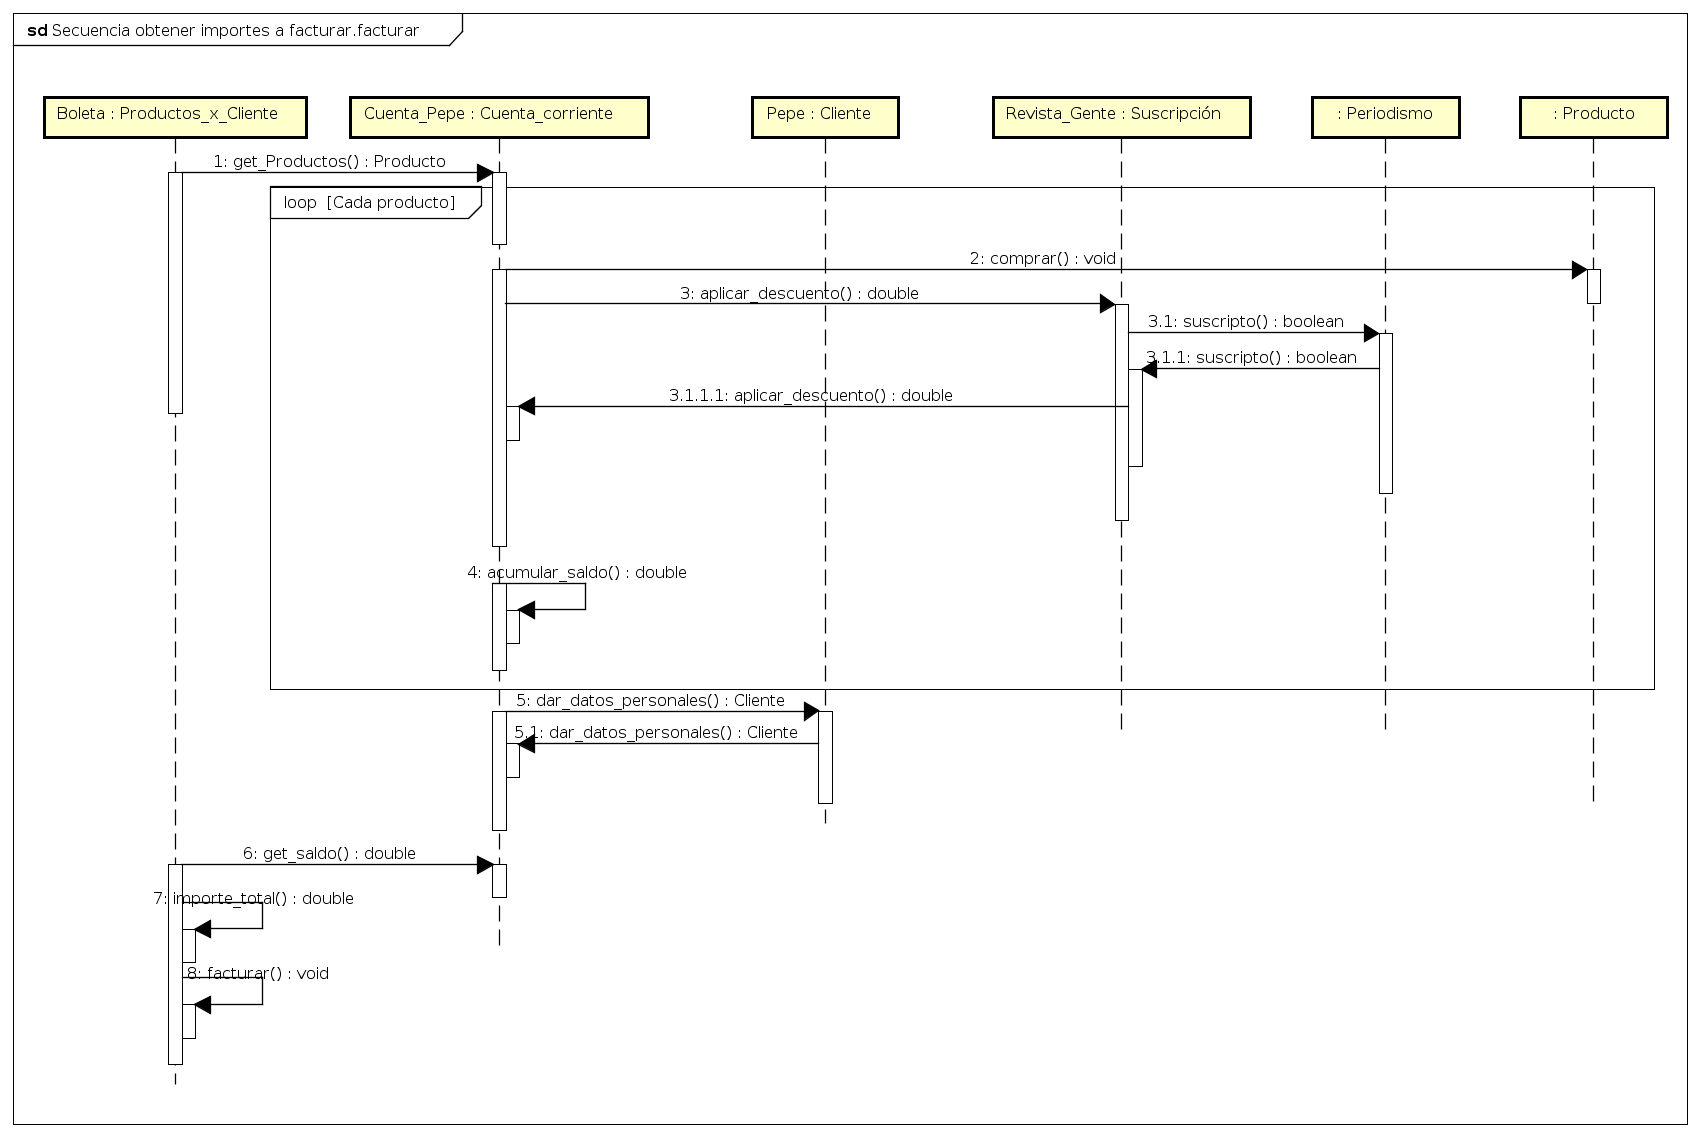 sd Secuencia obtener importes a facturar.facturar
Boleta : Productos_x_Cliente
Cuenta_Pepe : Cuenta_corriente
Pepe : Cliente
Revista_Gente : Suscripción
: Periodismo
: Producto
1: get_Productos() : Producto
loop [Cada producto]
2: comprar() : void
3: aplicar_descuento() : double
3.1: suscripto() : boolean
3.1.1: suscripto() : boolean
3.1.1.1: aplicar_descuento() : double
4: acumular_saldo() : double
5: dar_datos_personales() : Cliente
5.1: dar_datos_personales() : Cliente
6: get_saldo() : double
7: importe_total() : double
8: facturar() : void